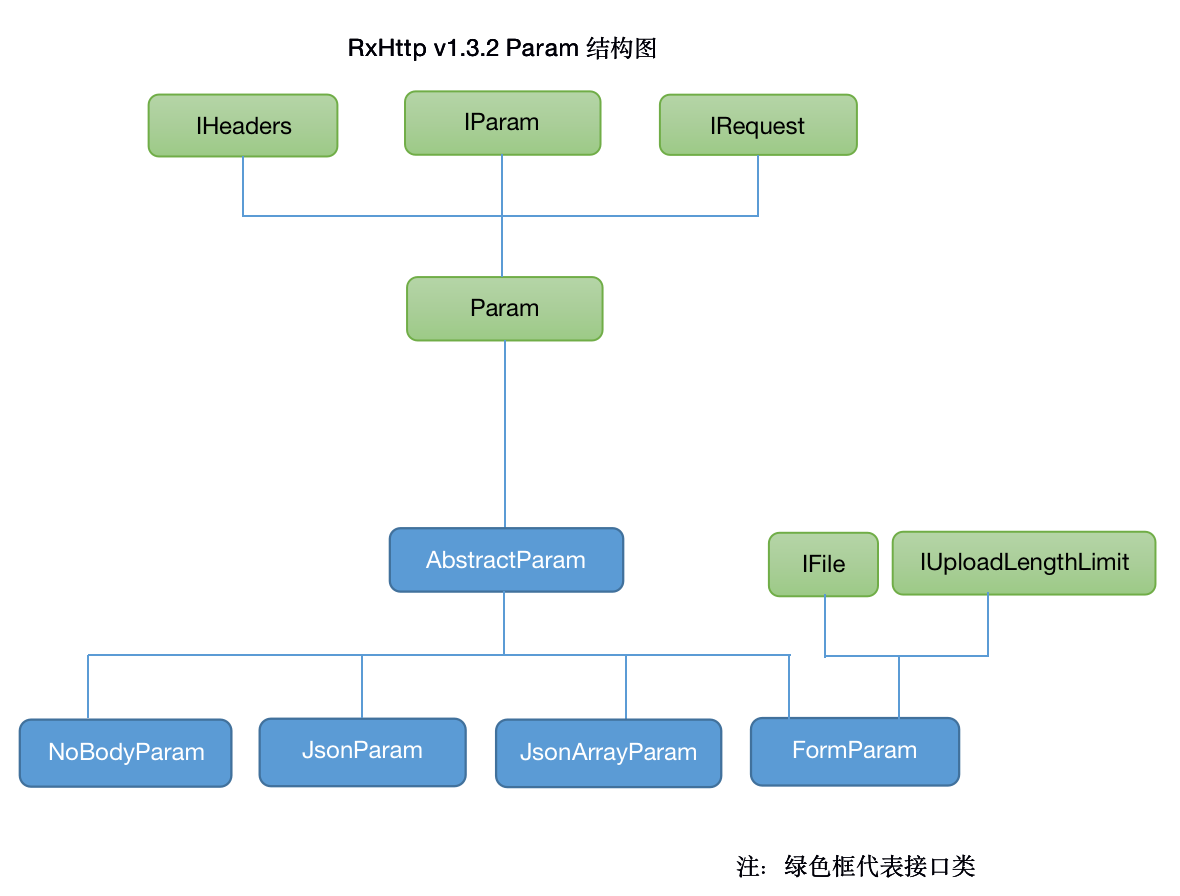 RxHttp v1.3.2 Param 结构图
IHeaders
IParam
IRequest
Param
AbstractParam
IFile
IUploadLengthLimit
NoBodyParam
JsonParam
JsonArrayParam
FormParam
注：绿色框代表接口类